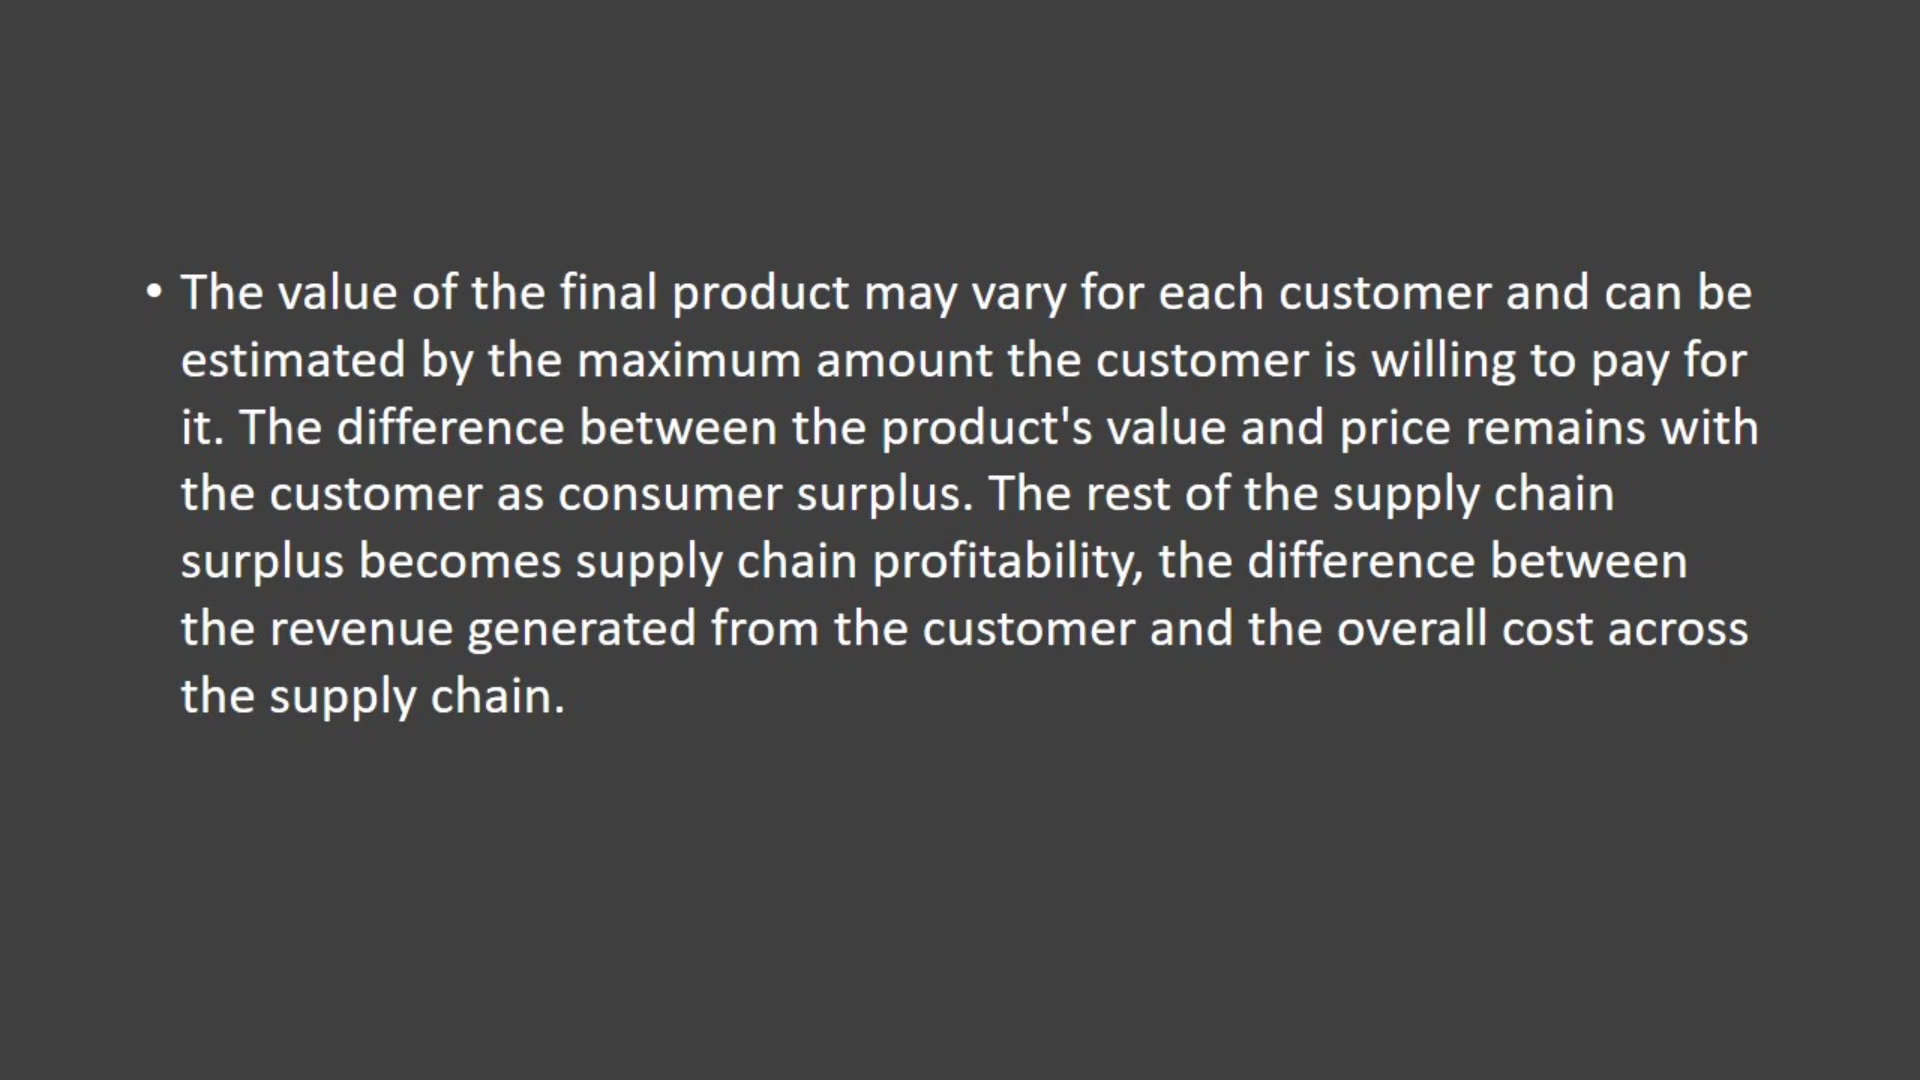 • The value of the final product may vary for each customer and can be
estimated by the maximum amount the customer is willing to pay for
it. The difference between the product's value and price remains with
the customer as consumer surplus. The rest of the supply chain
surplus becomes supply chain profitability, the difference between
the revenue generated from the customer and the overall cost across
the supply chain.